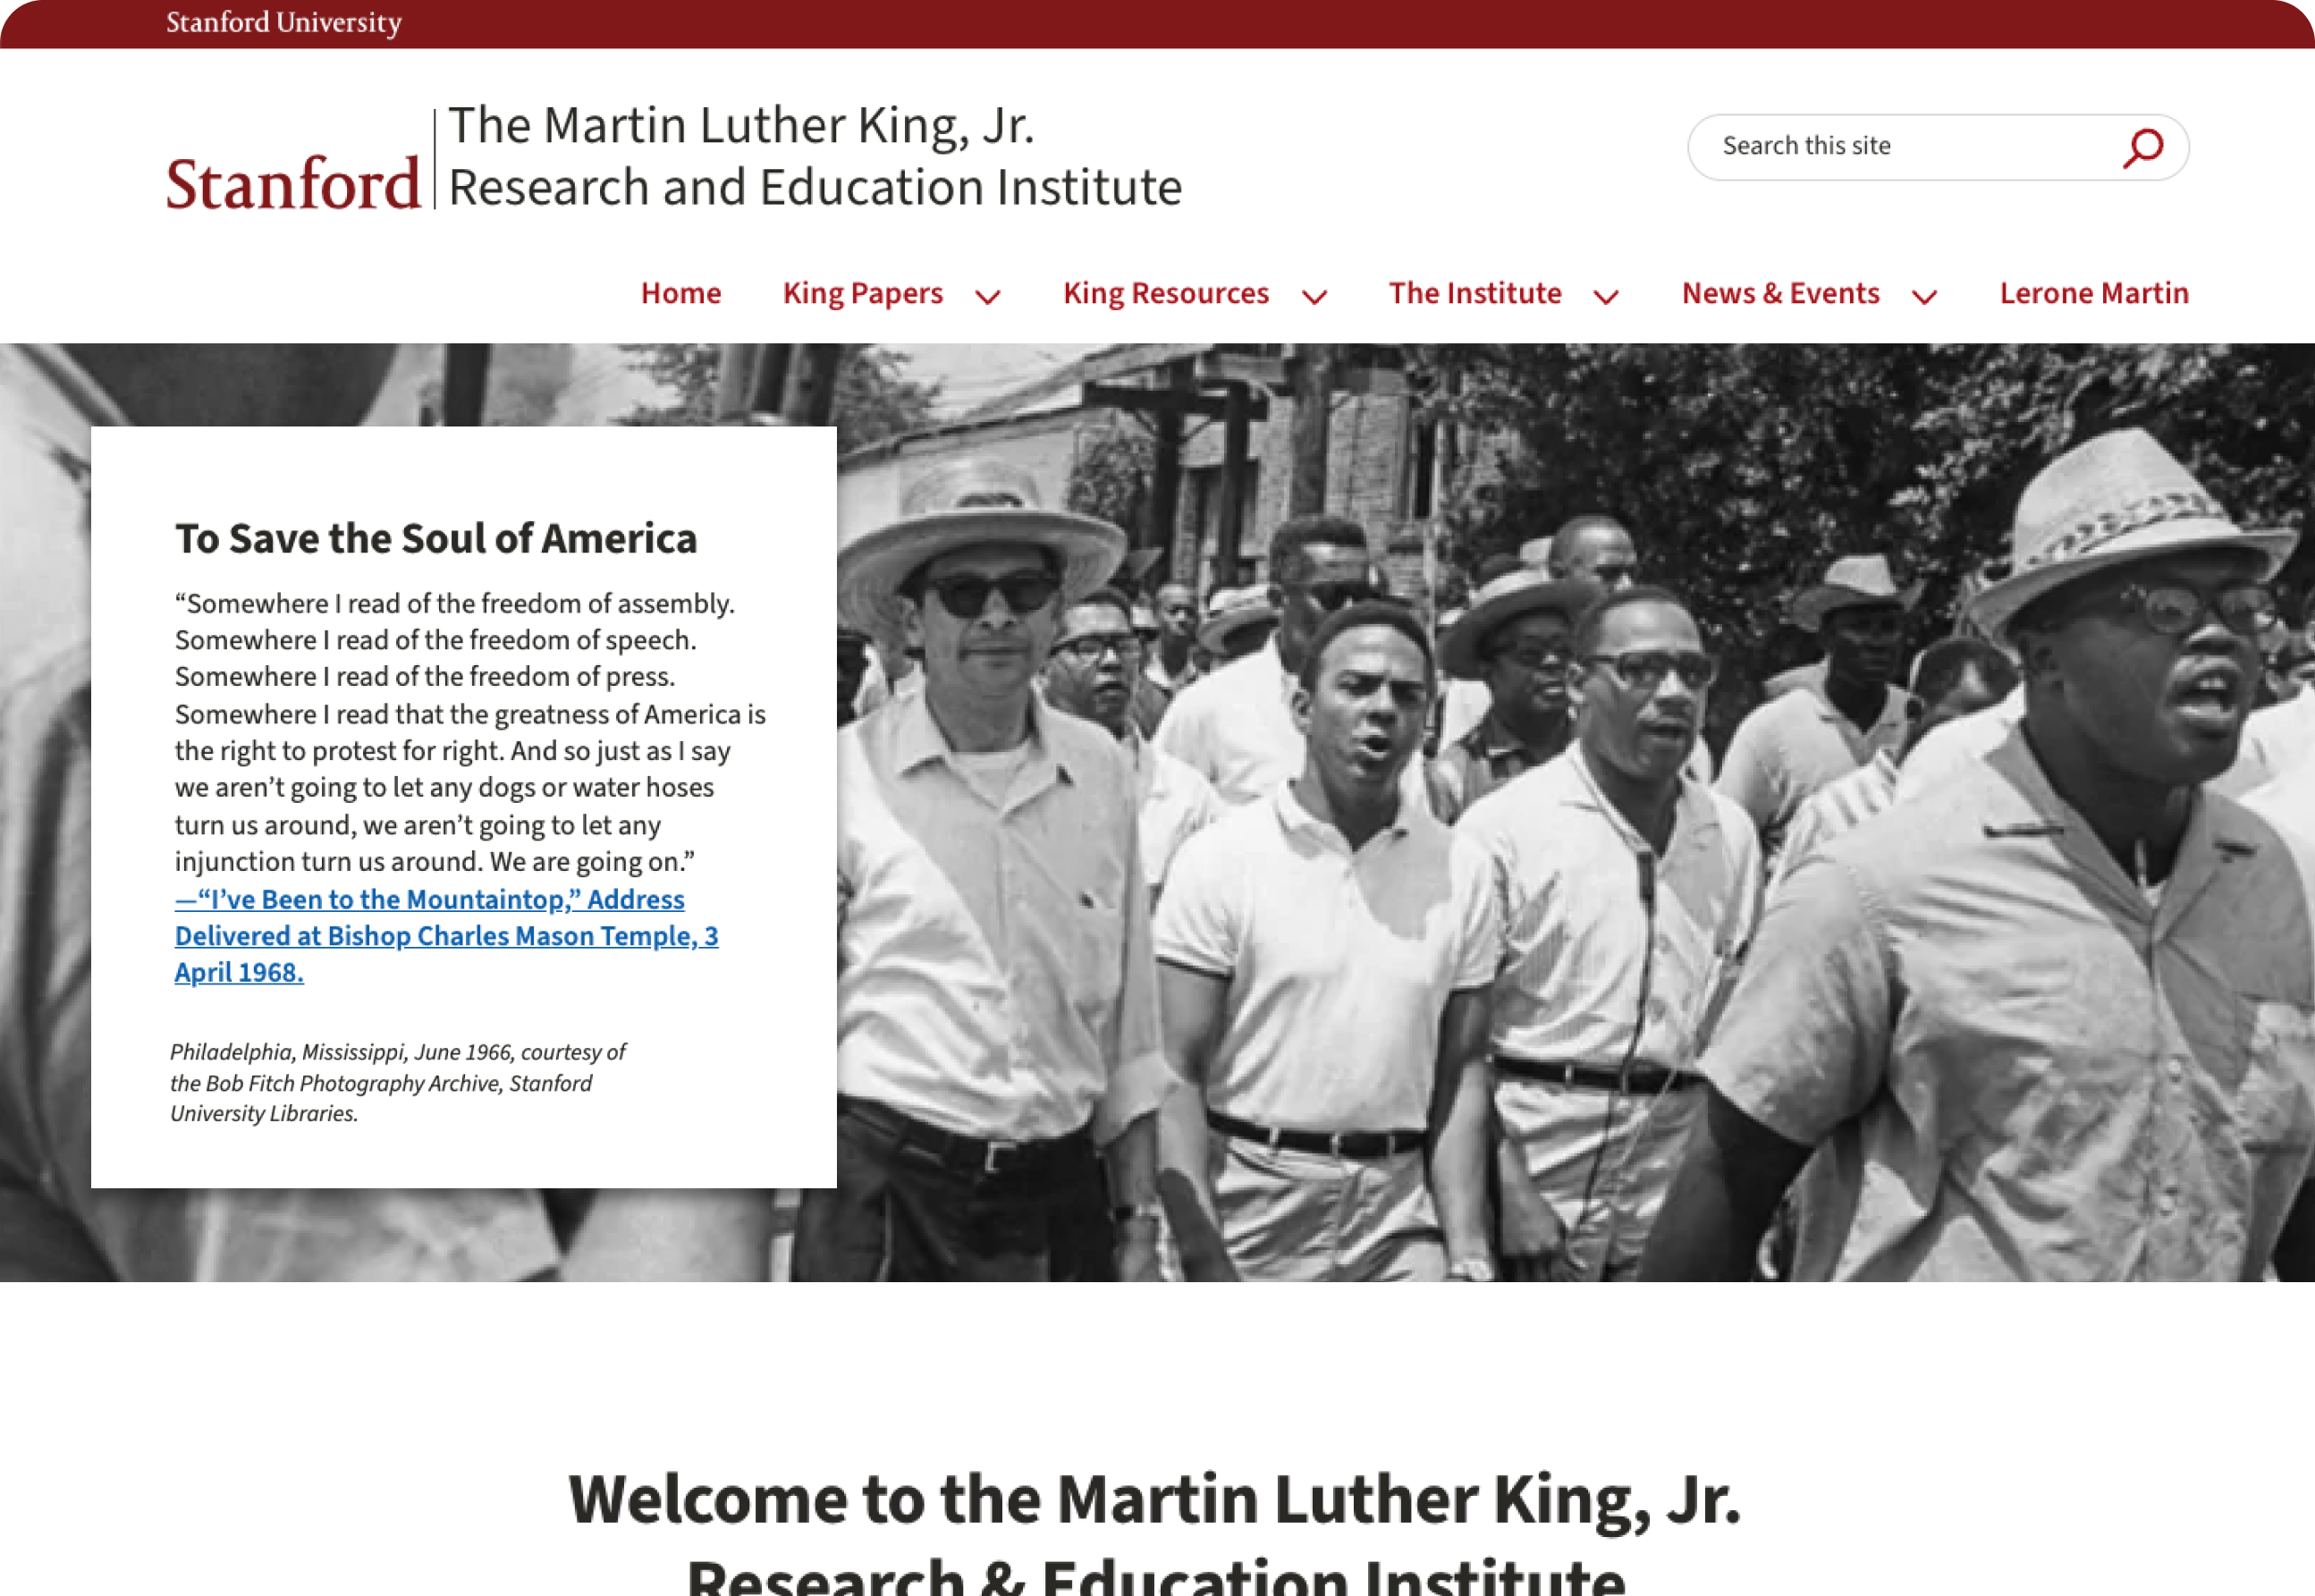 Stanford University
Stanford
The Martin Luther King, Jr.
Research and Education Institute
Search this site
Home King Papers King Resources The Institute News & Events Lerone Martin
To Save the Soul of America
“Somewhere I read of the freedom of assembly.
Somewhere I read of the freedom of speech.
Somewhere I read of the freedom of press.
Somewhere I read that the greatness of America is
the right to protest for right. And so just as I say
we aren’t going to let any dogs or water hoses
turn us around, we aren’t going to let any
injunction turn us around. We are going on.”
—“I’ve Been to the Mountaintop,” Address
Delivered at Bishop Charles Mason Temple, 3
April 1968.
Philadelphia, Mississippi, June 1966, courtesy of
the Bob Fitch Photography Archive, Stanford
University Libraries.
Welcome to the Martin Luther King, Jr.
Research & Education Institute